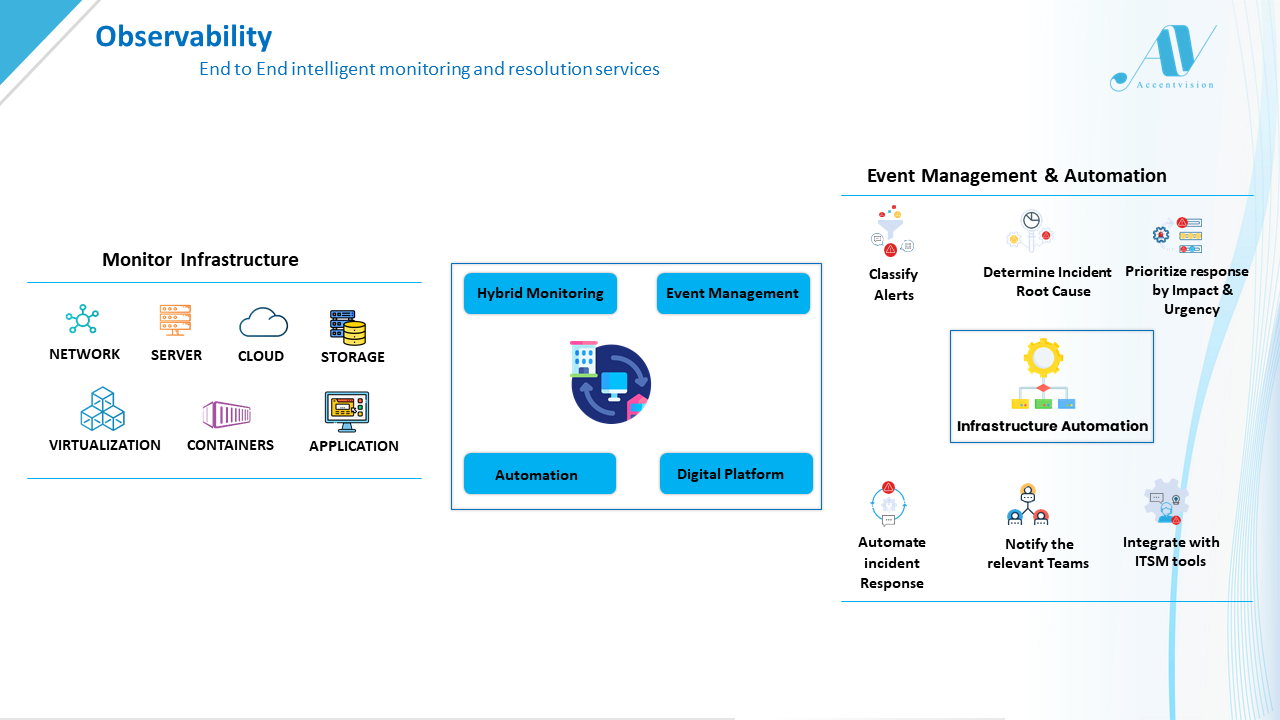 Observability
End to End intelligent monitoring and resolution services
Accentvision
Monitor Infrastructure
NETWORK
SERVER
CLOUD
STORAGE
VIRTUALIZATION
CONTAINERS
APPLICATION
Hybrid Monitoring
Event Management
Automation
Digital Platform
Event Management & Automation
Classify
Alerts
Determine Incident
Root Cause
Prioritize response
by Impact &
Urgency
Infrastructure Automation
Automate
incident
Response
Notify the
relevant Teams
Integrate with
ITSM tools